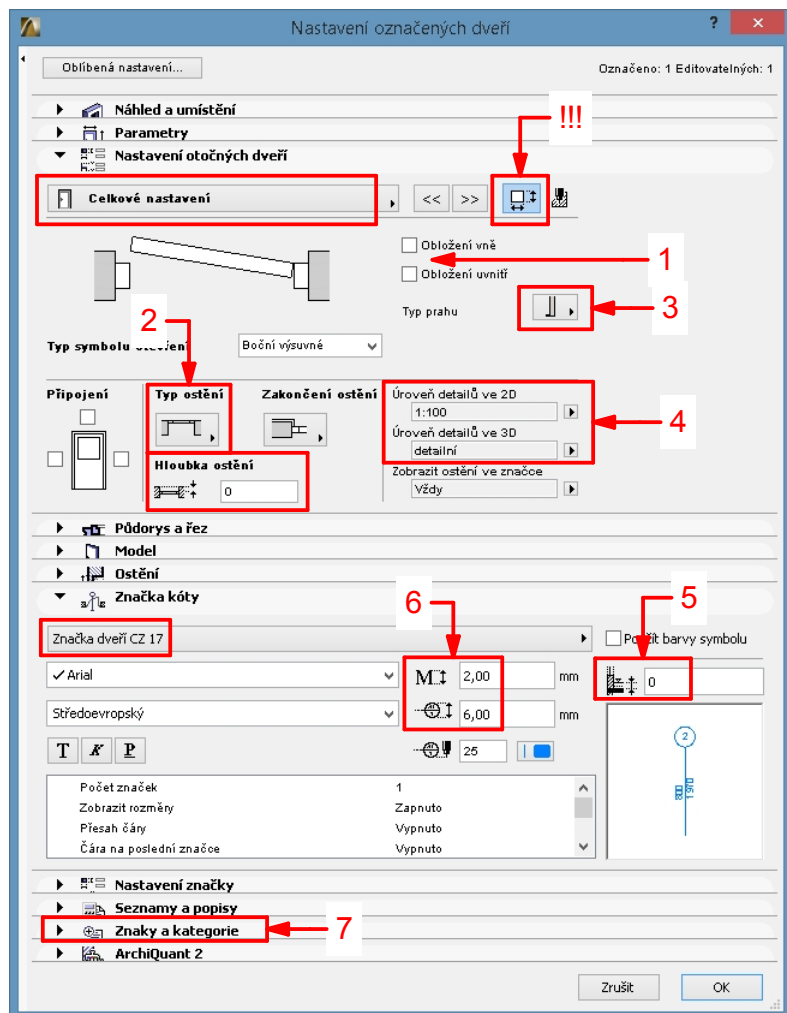 Nastavení označených dveří
?
×
Oblíbená nastavení...
Označeno: 1 Editovatelných: 1
Náhled a umístění
!!!
Parametry
Nastavení otočných dveří
Celkové nastavení
<<
>>
Obložení vně
1
Obložení uvnitř
Typ prahu
3
2
Typ symbolu otevření
Boční výsuvné
Připojení
Typ ostění
Zakončení ostění
Úroveň detailů ve 2D
1:100
4
Úroveň detailů ve 3D
detailní
Hloubka ostění
0
Zobrazit ostění ve značce
Vždy
Půdorys a řez
Model
Ostění
Značka kóty
6
5
Značka dveří CZ 17
Použít barvy symbolu
Arial
M
2,00
mm
0
Středoevropský
6,00
mm
T K P
25
2
800
1 970
Počet značek 1
Zobrazit rozměry Zapnuto
Přesah čáry Vypnuto
Čára na poslední značce Vypnuto
Nastavení značky
Seznamy a popisy
Znaky a kategorie
7
ArchiQuant 2
Zrušit
OK